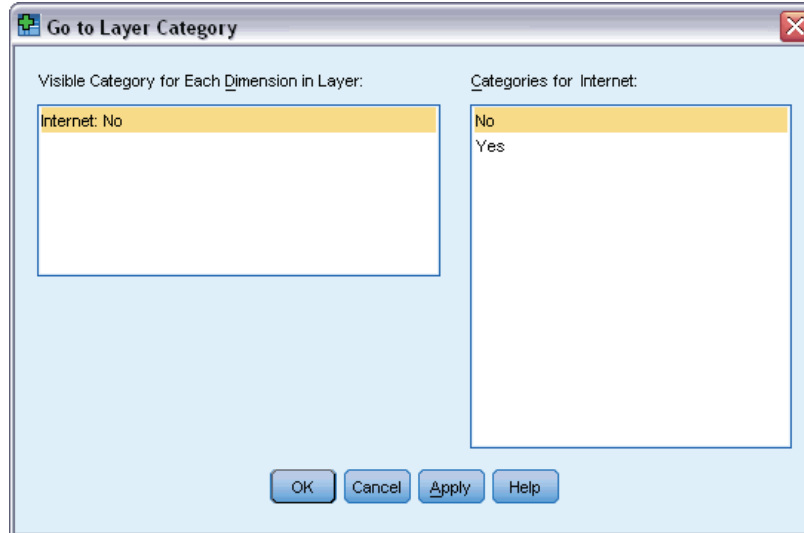 Go to Layer Category
Visible Category for Each Dimension in Layer:
Categories for Internet:
Internet: No
No
Yes
OK
Cancel
Apply
Help